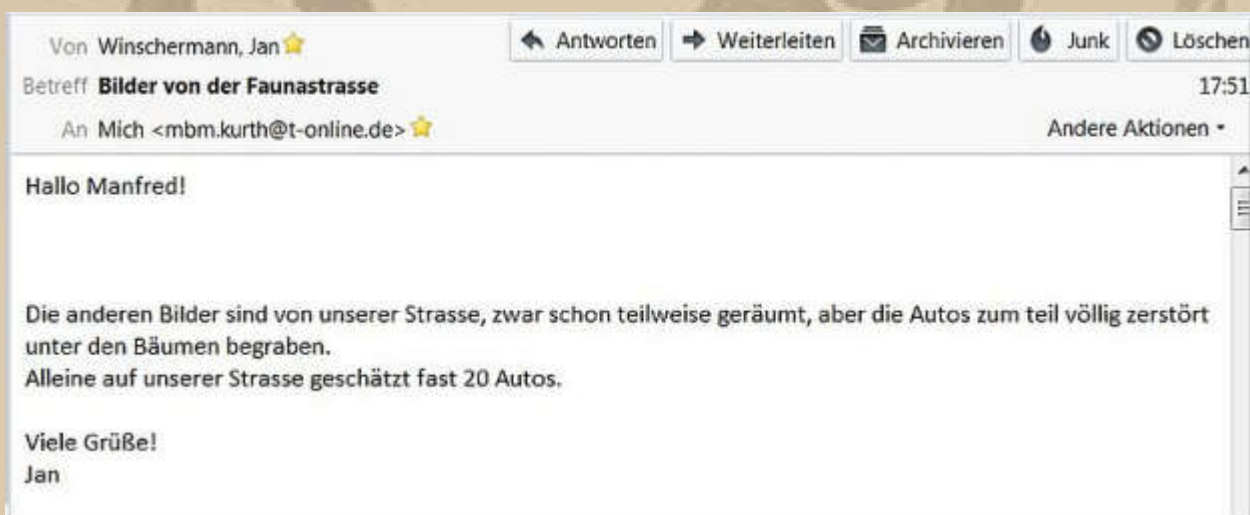 Von Winschermann, Jan
Antworten Weiterleiten Archivieren Junk Löschen
Betreff Bilder von der Faunastrasse
17:51
An Mich <mbm.kurth@t-online.de>
Andere Aktionen
Hallo Manfred!
Die anderen Bilder sind von unserer Strasse, zwar schon teilweise geräumt, aber die Autos zum teil völlig zerstört
unter den Bäumen begraben.
Alleine auf unserer Strasse geschätzt fast 20 Autos.
Viele Grüße!
Jan